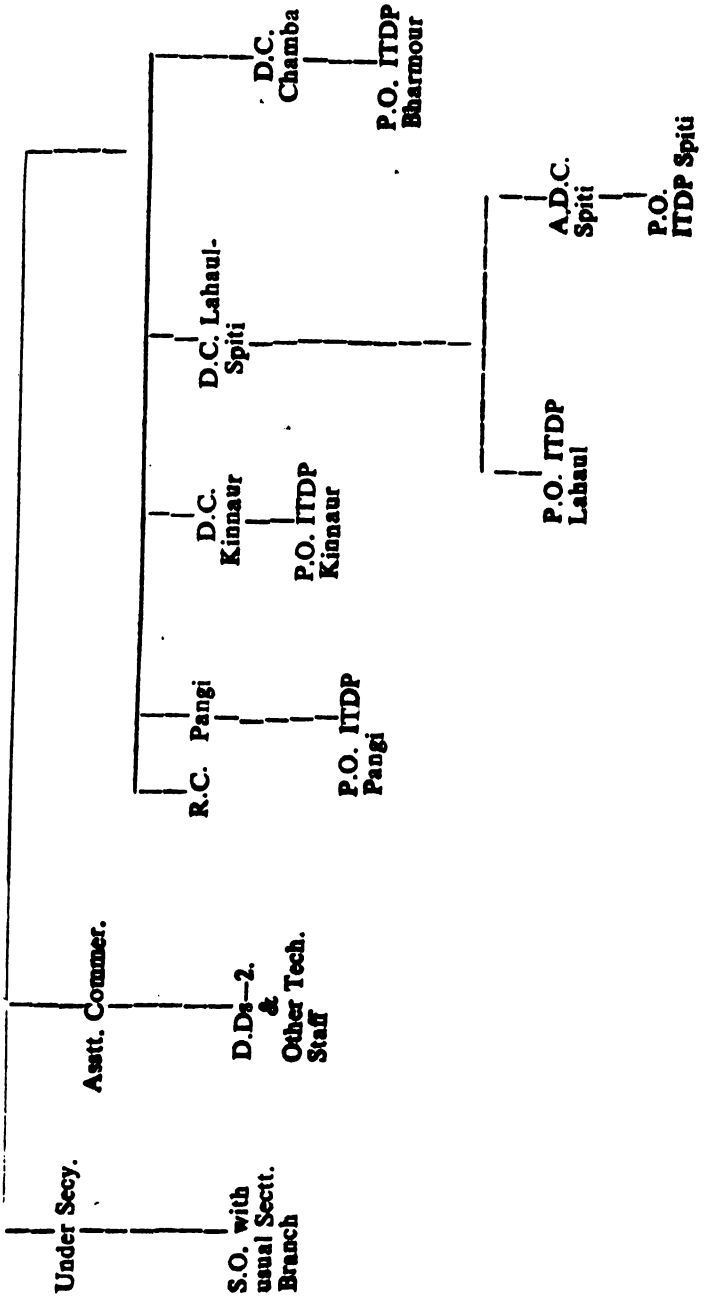 Under Secy.
S.O. with
usual Sectt.
Branch
Asstt. Commer.
D.Ds—2.
&
Other Tech.
Staff
R.C. Pangi
P.O. ITDP
Pangi
D.C.
Kinnaur
P.O. ITDP
Kinnaur
D.C. Lahaul-
Spiti
P.O. ITDP
Lahaul
A.D.C.
Spiti
P.O.
ITDP Spiti
D.C.
Chamba
P.O. ITDP
Bharmour